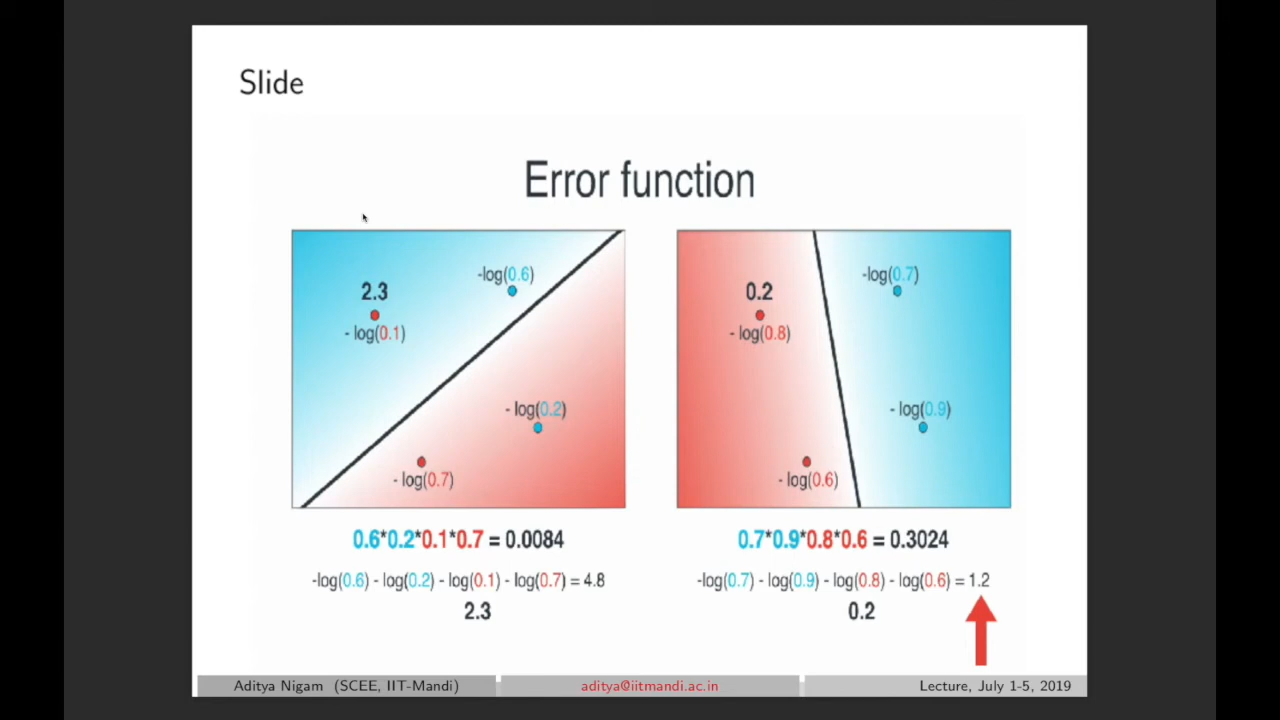 Slide
Error function
2.3
-log(0.6)
- log(0.1)
- log(0.2)
- log(0.7)
0.6*0.2*0.1*0.7 = 0.0084
-log(0.6) - log(0.2) - log(0.1) - log(0.7) = 4.8
2.3
-log(0.7)
0.2
- log(0.8)
- log(0.9)
- log(0.6)
0.7*0.9*0.8*0.6 = 0.3024
-log(0.7) - log(0.9) - log(0.8) - log(0.6) = 1.2
0.2
Aditya Nigam (SCEE, IIT-Mandi) aditya@iitmandi.ac.in Lecture, July 1-5, 2019